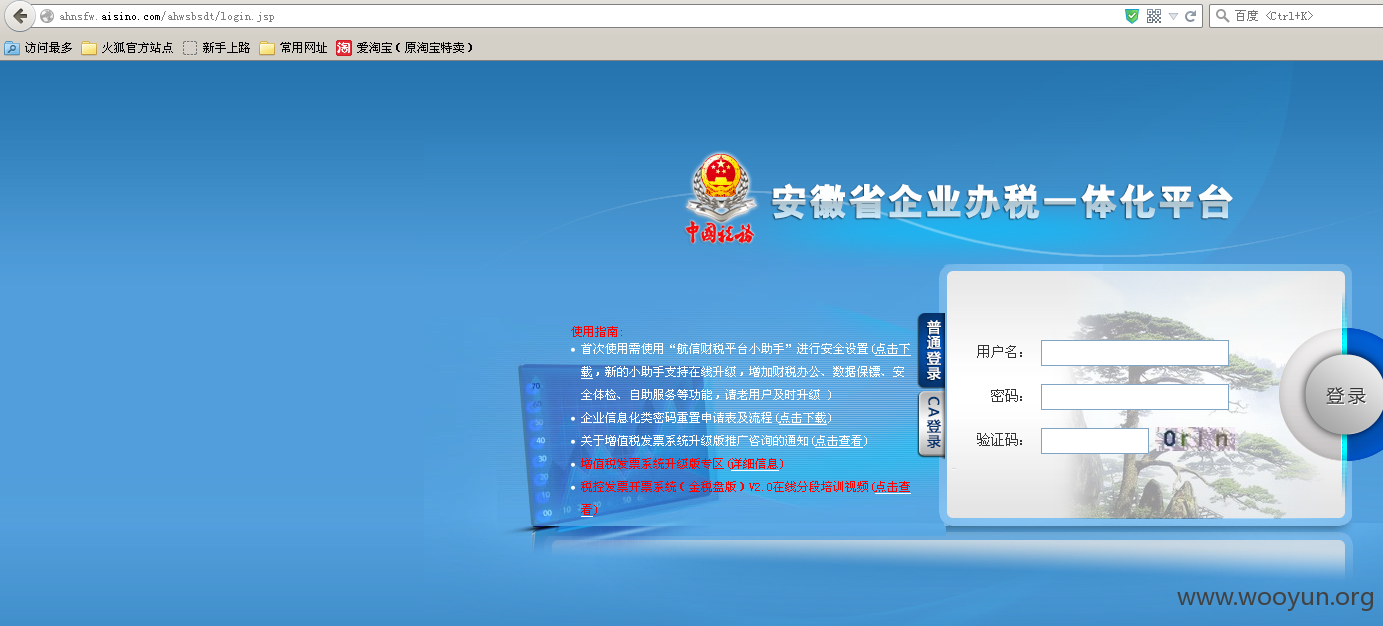 ahnsfw.aisino.com/ahwsbsdt/login.jsp
百度 <Ctrl+K>
访问最多 火狐官方站点 新手上路 常用网址 淘 爱淘宝（原淘宝特卖）
中国税务
安徽省企业办税一体化平台
使用指南:
首次使用需使用“航信财税平台小助手”进行安全设置(点击下
载，新的小助手支持在线升级，增加财税办公、数据保镖、安
全体检、自助服务等功能，请老用户及时升级 )
企业信息化类密码重置申请表及流程(点击下载)
关于增值税发票系统升级版推广咨询的通知(点击查看)
增值税发票系统升级版专区(详细信息)
税控发票开票系统（金税盘版）V2.0在线分段培训视频(点击查
看)
普通登录
CA登录
用户名:
密码:
验证码:
Orin
登录
www.wooyun.org